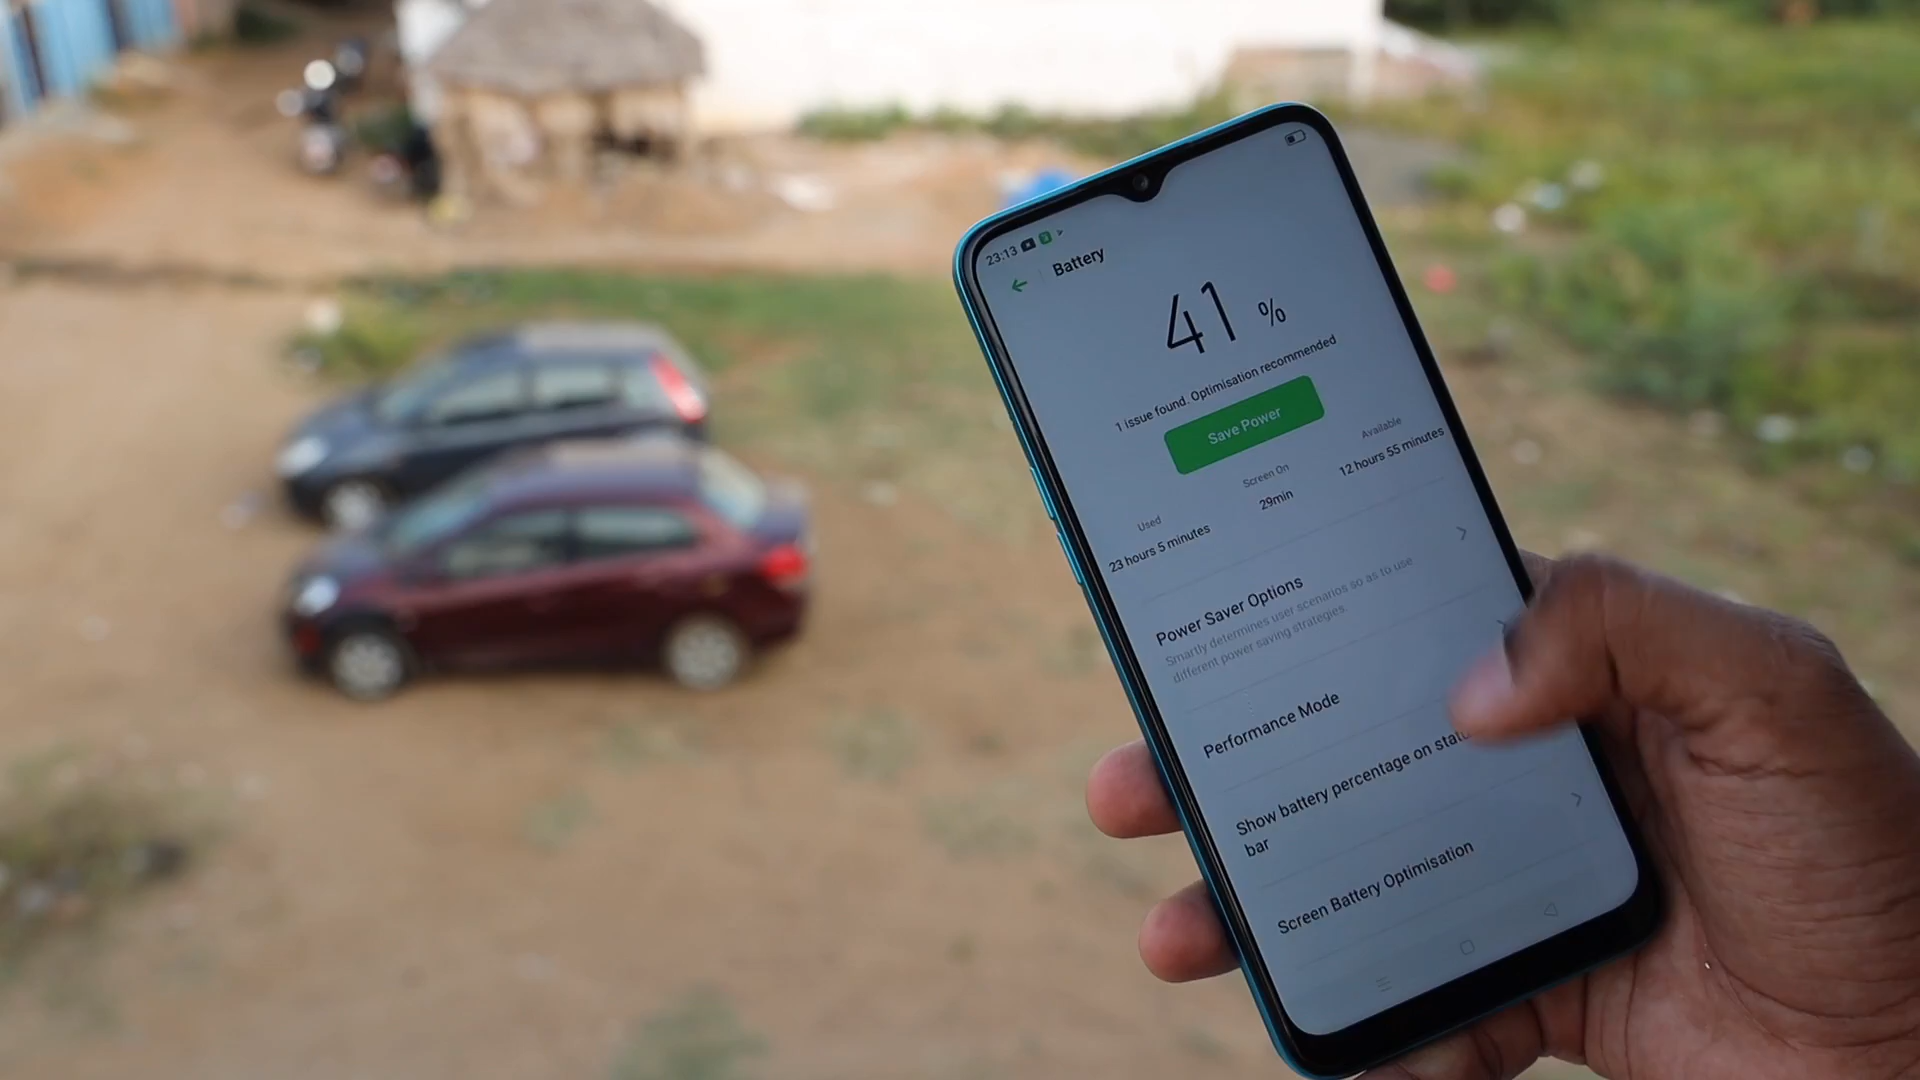 23:13
Battery
41 %
1 issue found. Optimisation recommended
Save Power
Used
23 hours 5 minutes
Screen On
29min
Available
12 hours 55 minutes
Power Saver Options
Smartly determines user scenarios so as to use
different power saving strategies.
Performance Mode
Show battery percentage on
bar
Screen Battery Optimisation